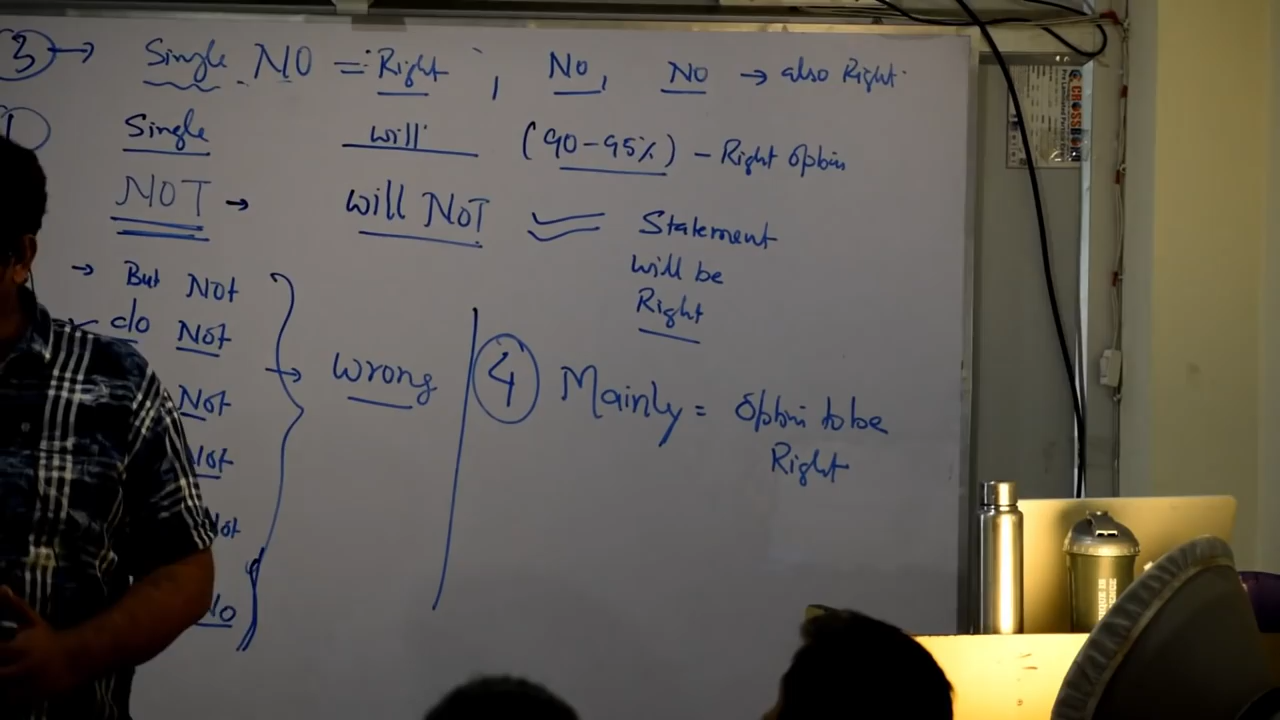 3 → Single NO = Right , No, No → also Right
1 Single will (90-95%) - Right option
NOT → will NOT Statement
will be
Right
→ But Not
do Not
Not
Not
Not
No
Wrong
4 Mainly = option to be
Right
CROSSBOND